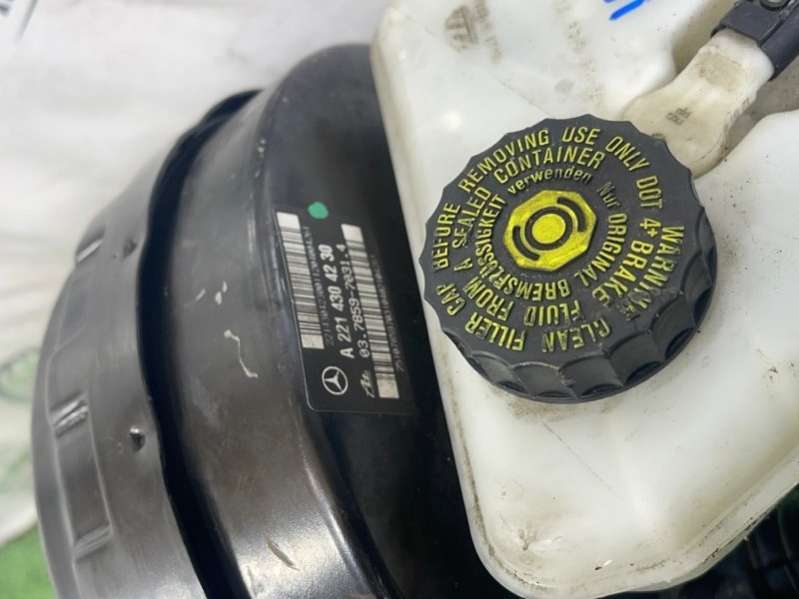 A 221 430 42 30
03.7859-7631.4
WARNING CLEAN FILLER CAP BEFORE REMOVING USE ONLY DOT 4+
BRAKE FLUID FROM A SEALED CONTAINER
Nur ORIGINAL BREMSFLÜSSIGKEIT verwenden